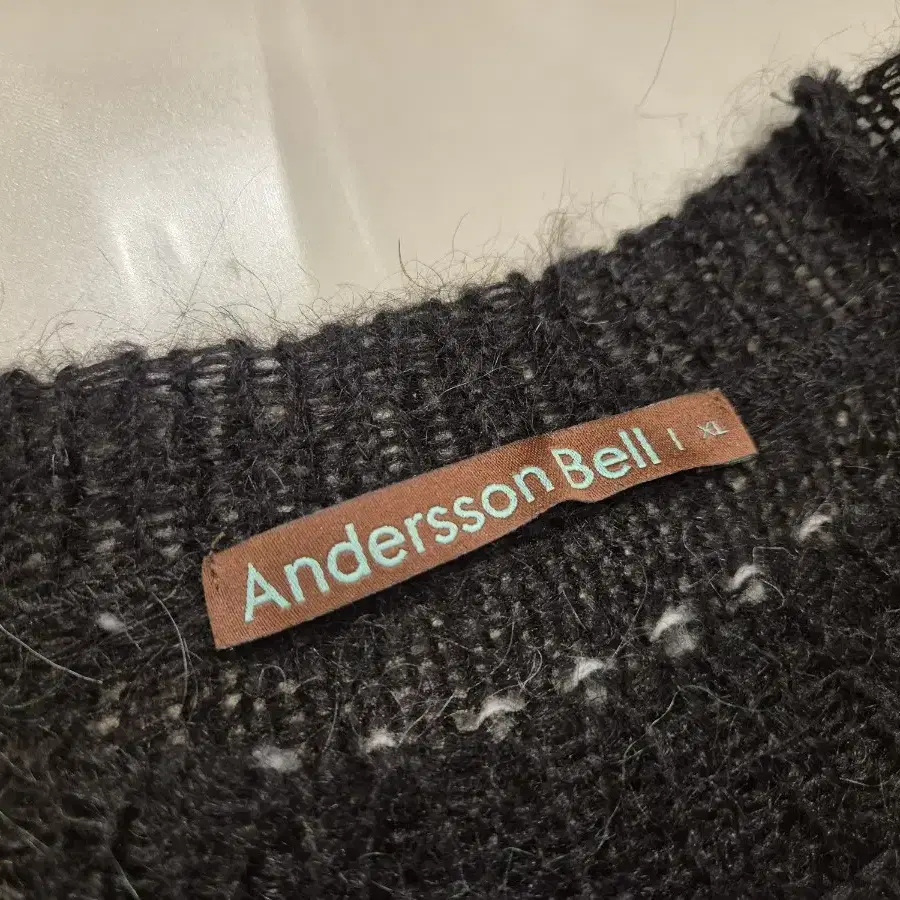 Andersson Bell | XL